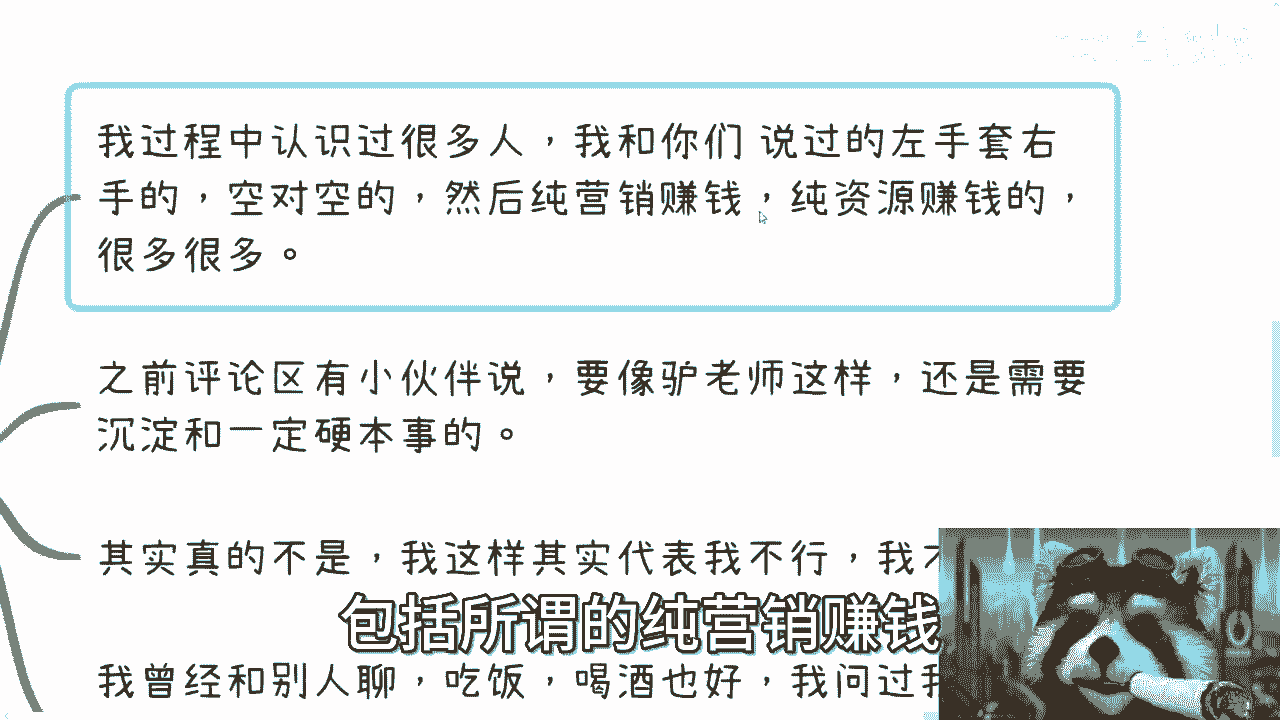 我过程中认识过很多人，我和你们 说过的左手套右
手的，空对空的　然后纯营销赚钱，纯资源赚钱的，
很多很多。
之前评论区有小伙伴说，要像驴老师这样，还是需要
沉淀和一定硬本事的。
其实真的不是，我这样其实代表我不行，我
包括所谓的纯营销赚钱
我曾经和别人聊，吃饭，喝酒也好，我问过